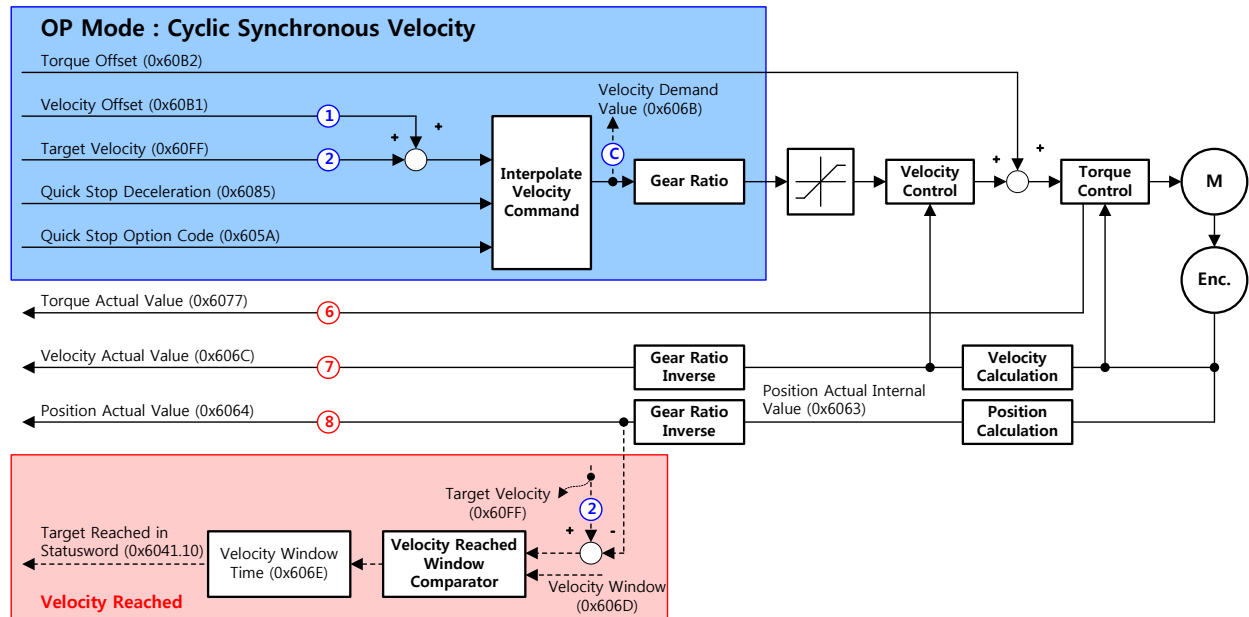 OP Mode : Cyclic Synchronous Velocity
Torque Offset (0x60B2)
Velocity Offset (0x60B1)
1
+
+
Target Velocity (0x60FF)
2
Quick Stop Deceleration (0x6085)
Quick Stop Option Code (0x605A)
Interpolate
Velocity
Command
Velocity Demand
Value (0x606B)
C
Gear Ratio
Velocity
Control
+
+
Torque
Control
M
Enc.
Torque Actual Value (0x6077)
6
Velocity Actual Value (0x606C)
7
Gear Ratio
Inverse
Velocity
Calculation
Position Actual Value (0x6064)
8
Gear Ratio
Inverse
Position Actual Internal
Value (0x6063)
Position
Calculation
Target Velocity
(0x60FF)
2
+
-
Target Reached in
Statusword (0x6041.10)
Velocity Window
Time (0x606E)
Velocity Reached
Window
Comparator
Velocity Window
(0x606D)
Velocity Reached